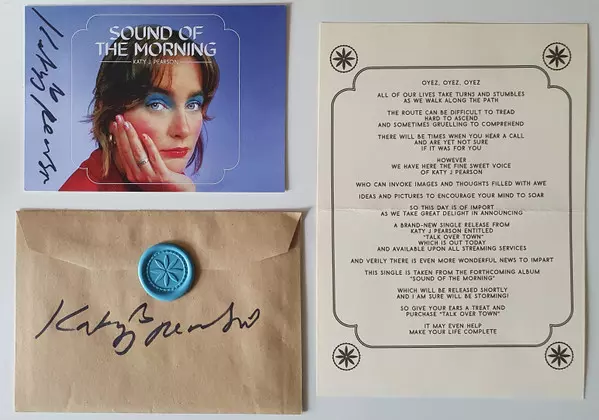 SOUND OF
THE MORNING
KATY J. PEARSON
Katy J Pearson
Katy J Pearson
OYEZ, OYEZ, OYEZ
ALL OF OUR LIVES TAKE TURNS AND STUMBLES
AS WE WALK ALONG THE PATH
THE ROUTE CAN BE DIFFICULT TO TREAD
HARD TO ASCEND
AND SOMETIMES GRUELLING TO COMPREHEND
THERE WILL BE TIMES WHEN YOU HEAR A CALL
AND ARE YET NOT SURE
IF IT WAS FOR YOU
HOWEVER
WE HAVE HERE THE FINE SWEET VOICE
OF KATY J PEARSON
WHO CAN INVOKE IMAGES AND THOUGHTS FILLED WITH AWE
IDEAS AND PICTURES TO ENCOURAGE YOUR MIND TO SOAR
SO THIS DAY IS OF IMPORT
AS WE TAKE GREAT DELIGHT IN ANNOUNCING
A BRAND-NEW SINGLE RELEASE FROM
KATY J PEARSON ENTITLED
"TALK OVER TOWN"
WHICH IS OUT TODAY
AND AVAILABLE UPON ALL STREAMING SERVICES
AND VERILY THERE IS EVEN MORE WONDERFUL NEWS TO IMPART
THIS SINGLE IS TAKEN FROM THE FORTHCOMING ALBUM
"SOUND OF THE MORNING"
WHICH WILL BE RELEASED SHORTLY
AND I AM SURE WILL BE STORMING!
SO GIVE YOUR EARS A TREAT AND
PURCHASE "TALK OVER TOWN"
IT MAY EVEN HELP
MAKE YOUR LIFE COMPLETE